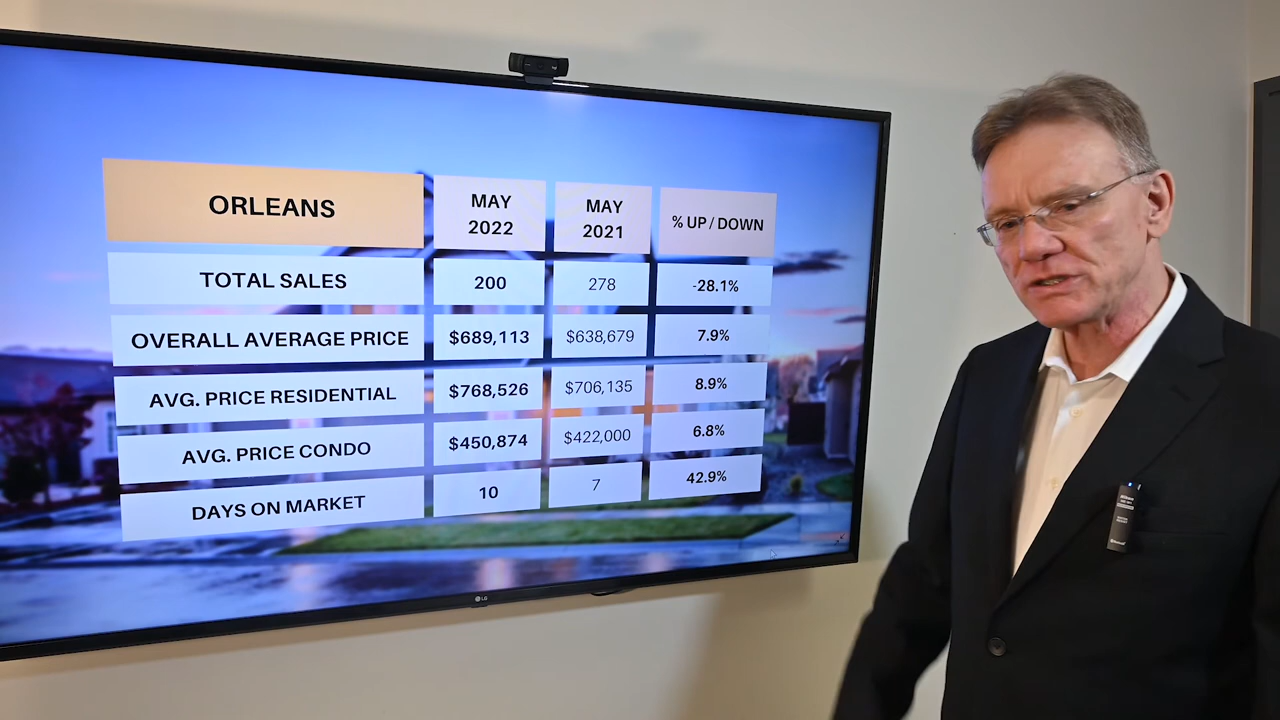 ORLEANS
MAY 2022
MAY 2021
% UP / DOWN
TOTAL SALES 200 278 -28.1%
OVERALL AVERAGE PRICE $689,113 $638,679 7.9%
AVG. PRICE RESIDENTIAL $768,526 $706,135 8.9%
AVG. PRICE CONDO $450,874 $422,000 6.8%
DAYS ON MARKET 10 7 42.9%
LG